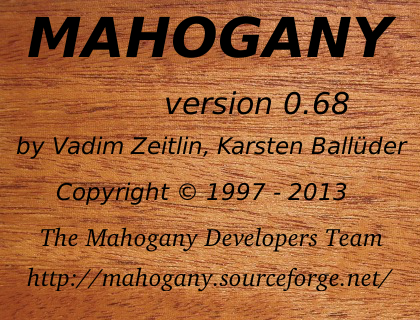 MAHOGANY
version 0.68
by Vadim Zeitlin, Karsten Ballüder
Copyright © 1997 - 2013
The Mahogany Developers Team
http://mahogany.sourceforge.net/